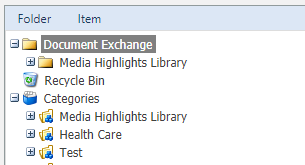 Folder Item
Document Exchange
Media Highlights Library
Recycle Bin
Categories
Media Highlights Library
Health Care
Test